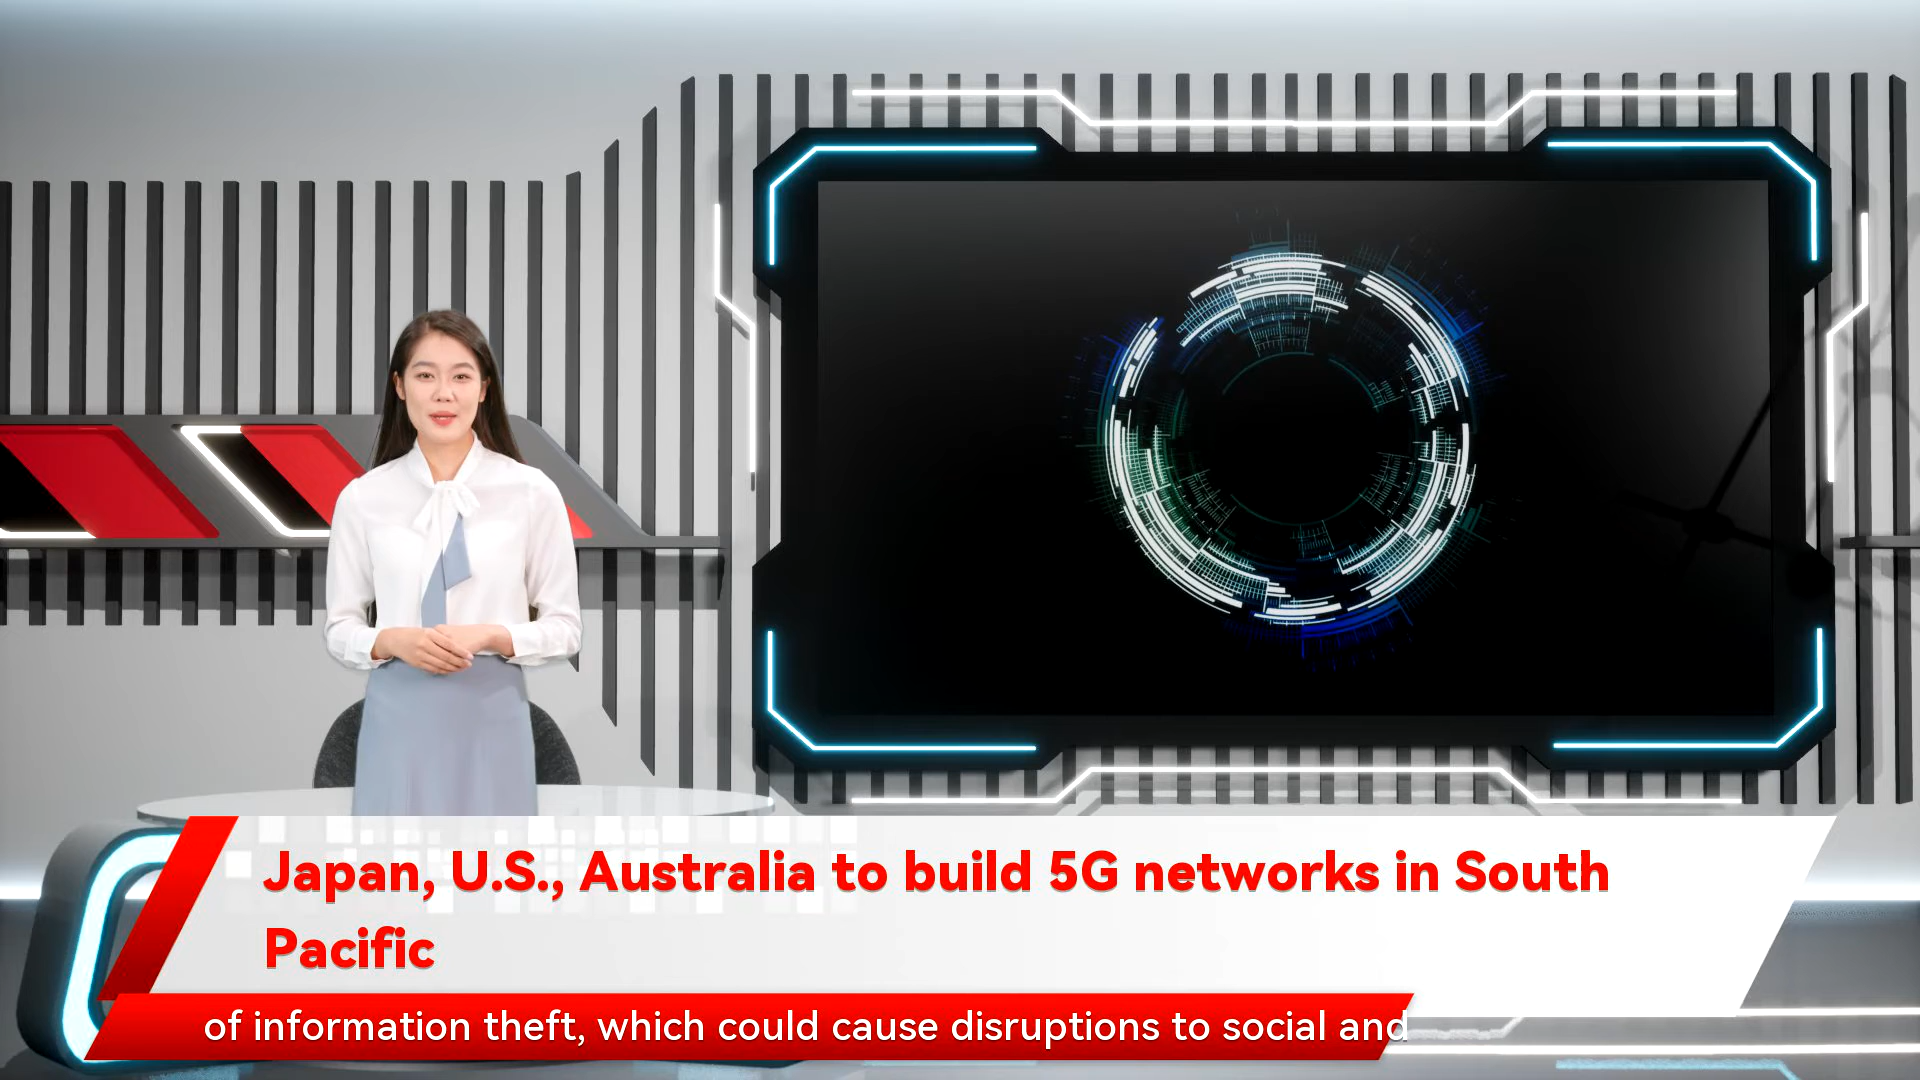 Japan, U.S., Australia to build 5G networks in South
Pacific
of information theft, which could cause disruptions to social and